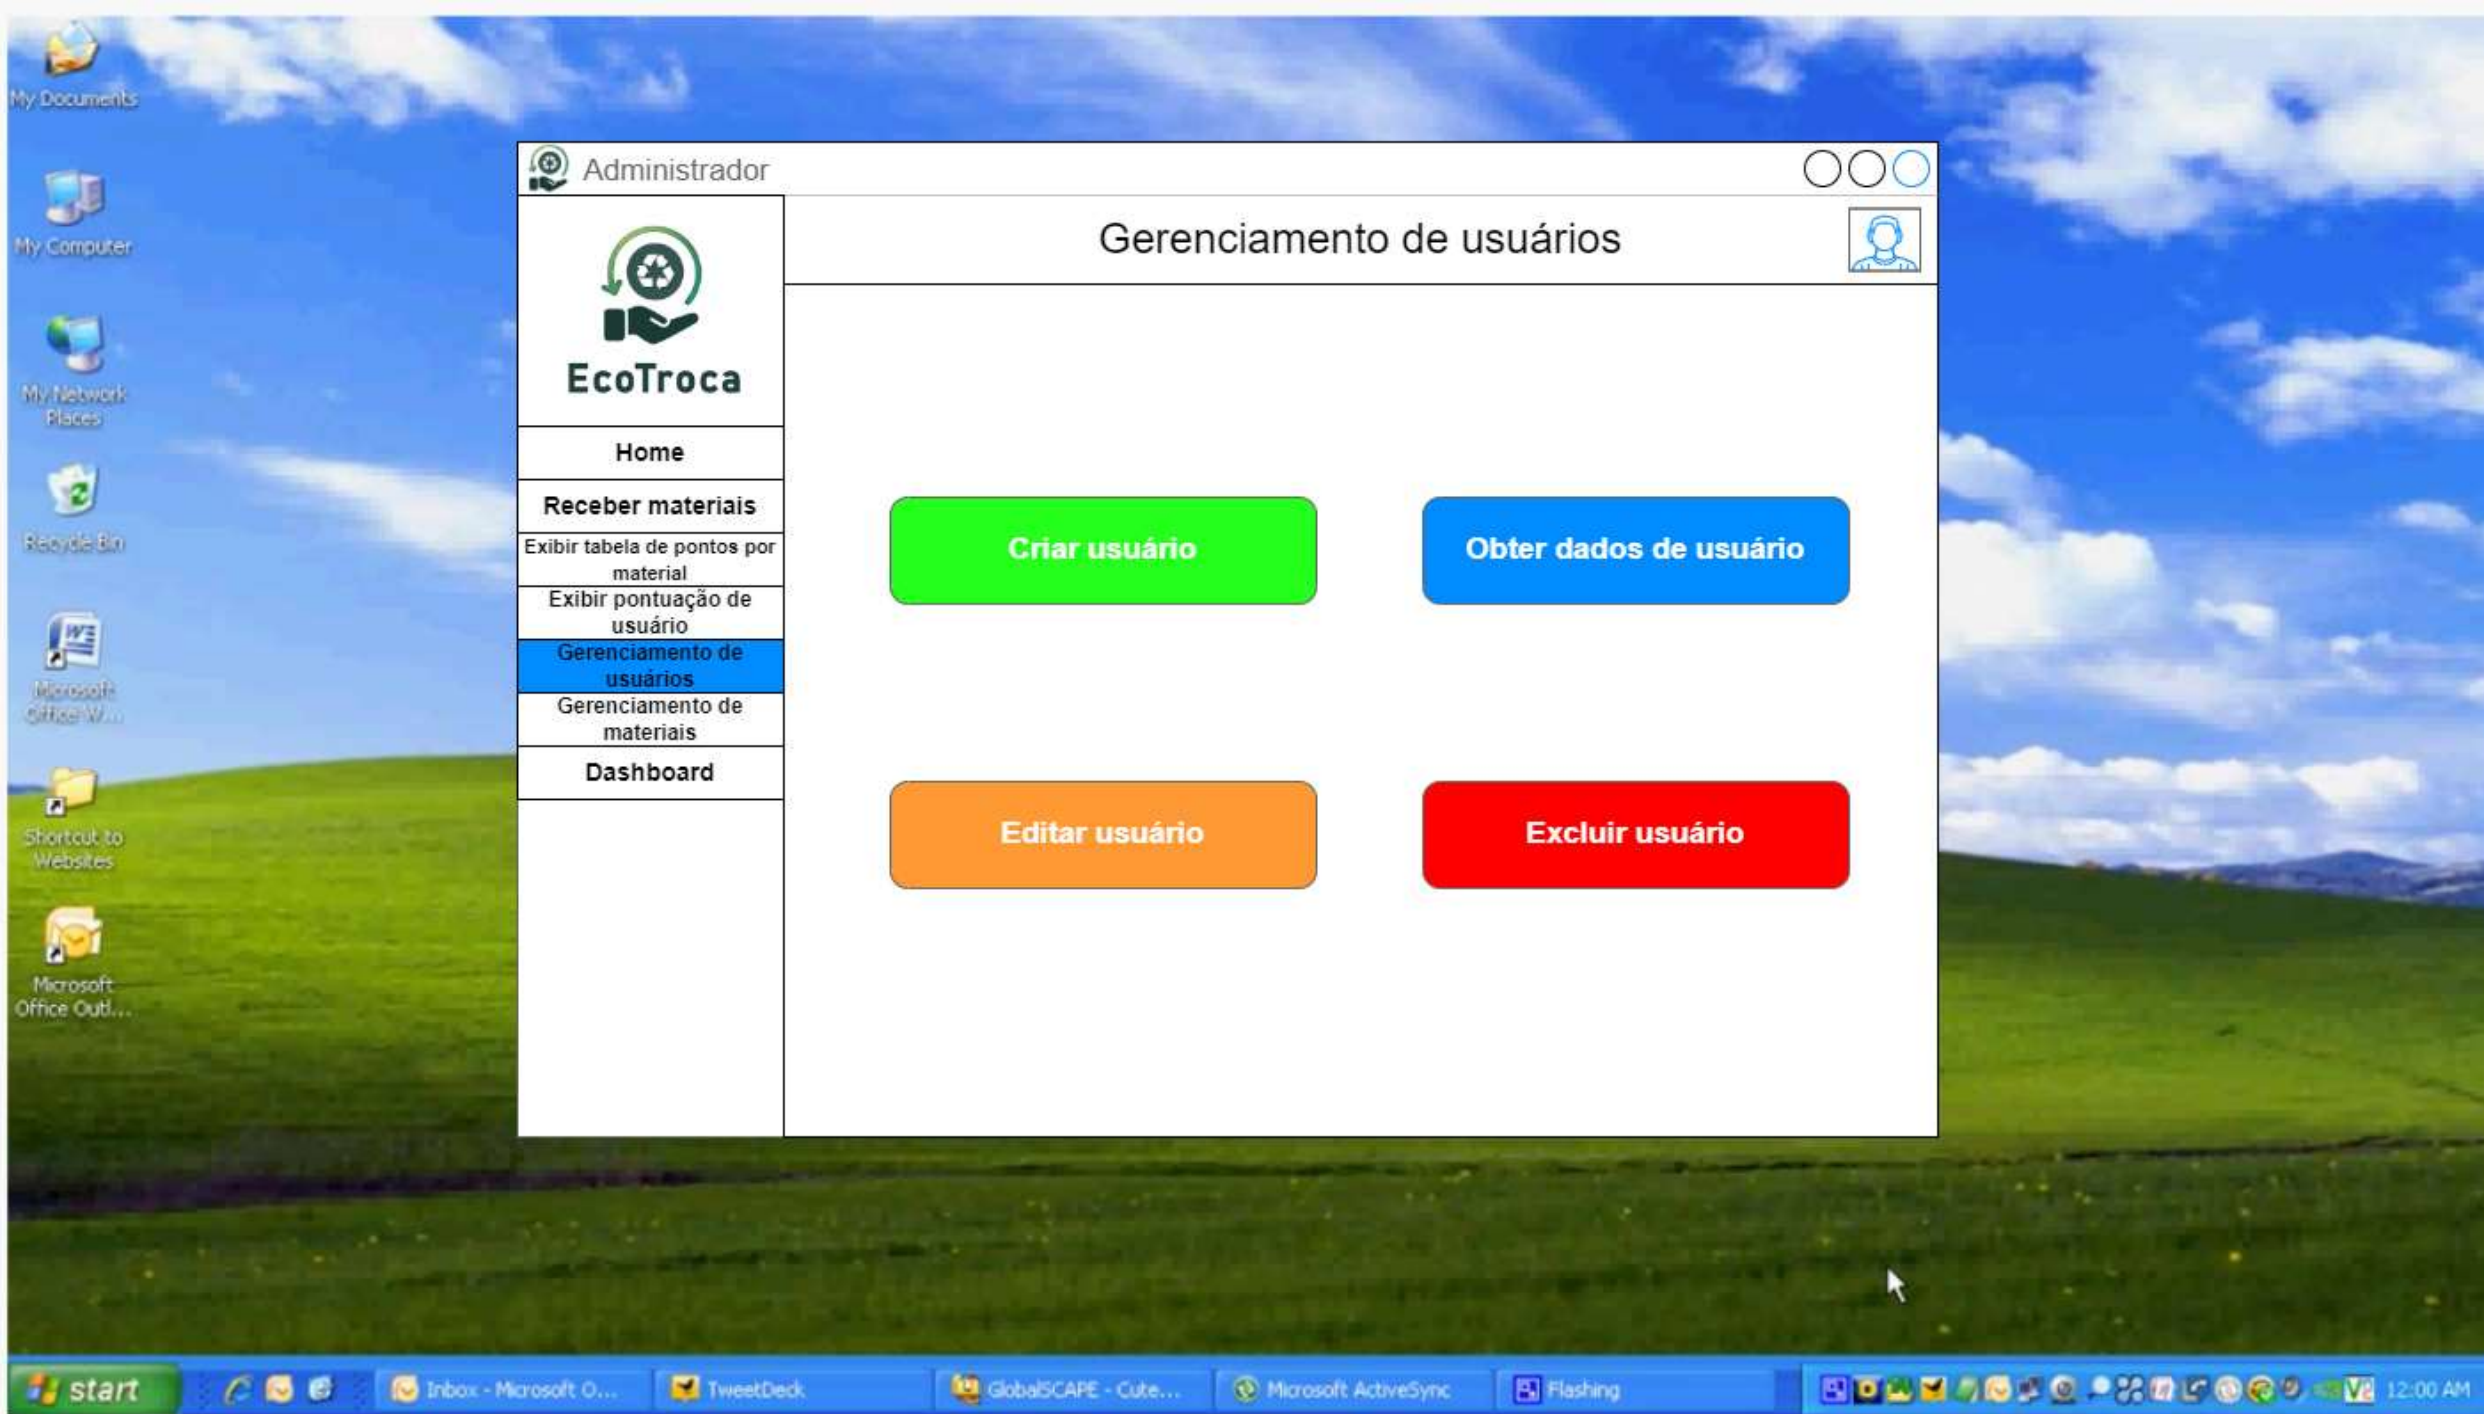 My Documents
My Computer
My Network
Places
Recycle Bin
Microsoft
Office W...
Shortcut to
Websites
Microsoft
Office Outl...
Administrador
EcoTroca
Home
Receber materiais
Exibir tabela de pontos por
material
Exibir pontuação de
usuário
Gerenciamento de
usuários
Gerenciamento de
materiais
Dashboard
Gerenciamento de usuários
Criar usuário
Obter dados de usuário
Editar usuário
Excluir usuário
start
Inbox - Microsoft O...
TweetDeck
GlobalSCAPE - Cute...
Microsoft ActiveSync
Flashing
12:00 AM